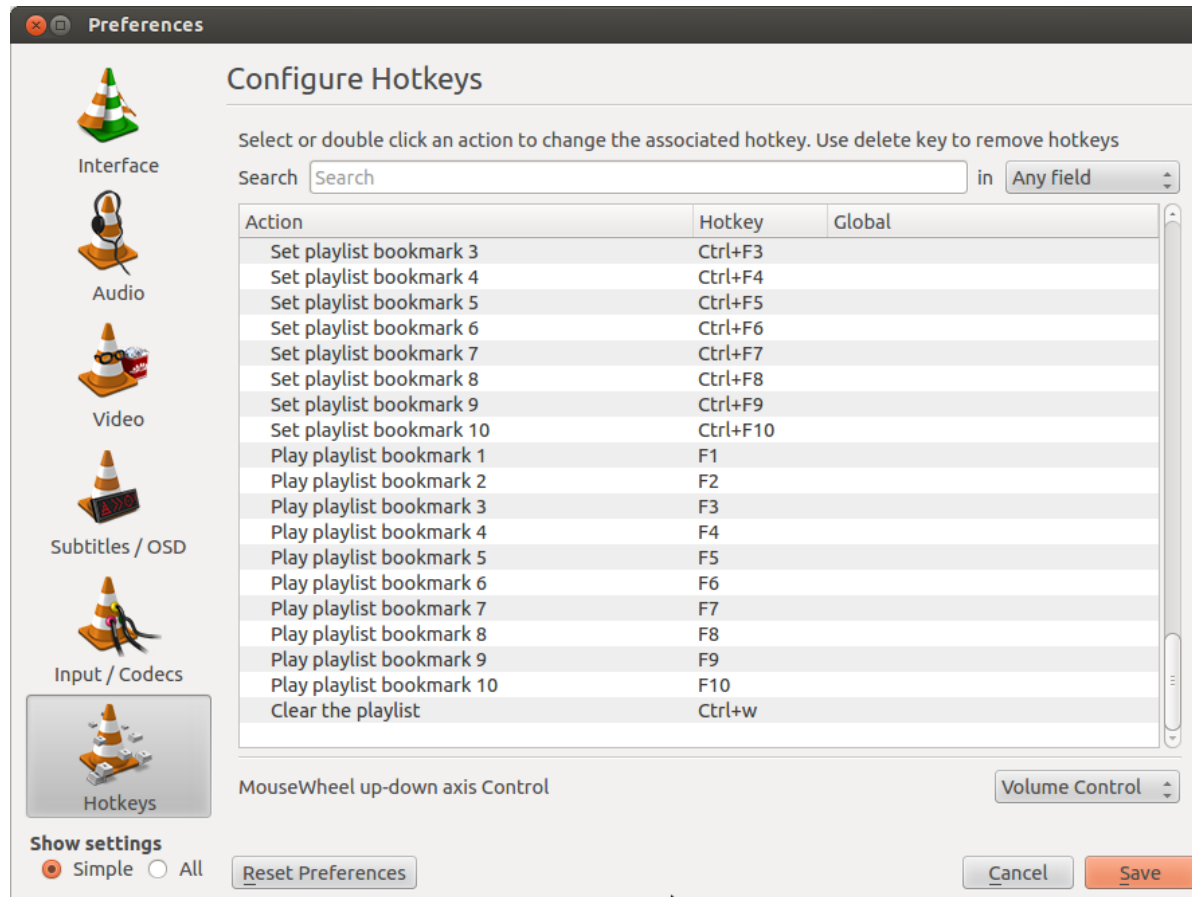 Preferences
Configure Hotkeys
Select or double click an action to change the associated hotkey. Use delete key to remove hotkeys
Search Search in Any field
Action Hotkey Global
Set playlist bookmark 3 Ctrl+F3
Set playlist bookmark 4 Ctrl+F4
Set playlist bookmark 5 Ctrl+F5
Set playlist bookmark 6 Ctrl+F6
Set playlist bookmark 7 Ctrl+F7
Set playlist bookmark 8 Ctrl+F8
Set playlist bookmark 9 Ctrl+F9
Set playlist bookmark 10 Ctrl+F10
Play playlist bookmark 1 F1
Play playlist bookmark 2 F2
Play playlist bookmark 3 F3
Play playlist bookmark 4 F4
Play playlist bookmark 5 F5
Play playlist bookmark 6 F6
Play playlist bookmark 7 F7
Play playlist bookmark 8 F8
Play playlist bookmark 9 F9
Play playlist bookmark 10 F10
Clear the playlist Ctrl+w
MouseWheel up-down axis Control Volume Control
Interface
Audio
Video
Subtitles / OSD
Input / Codecs
Hotkeys
Show settings
Simple All
Reset Preferences Cancel Save